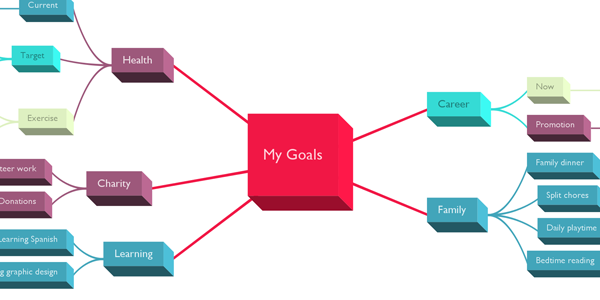 Current
Health
Target
Exercise
My Goals
Career
Now
Promotion
teer work
Charity
Donations
Family dinner
Split chores
Family
Daily playtime
Bedtime reading
Learning Spanish
Learning
g graphic design